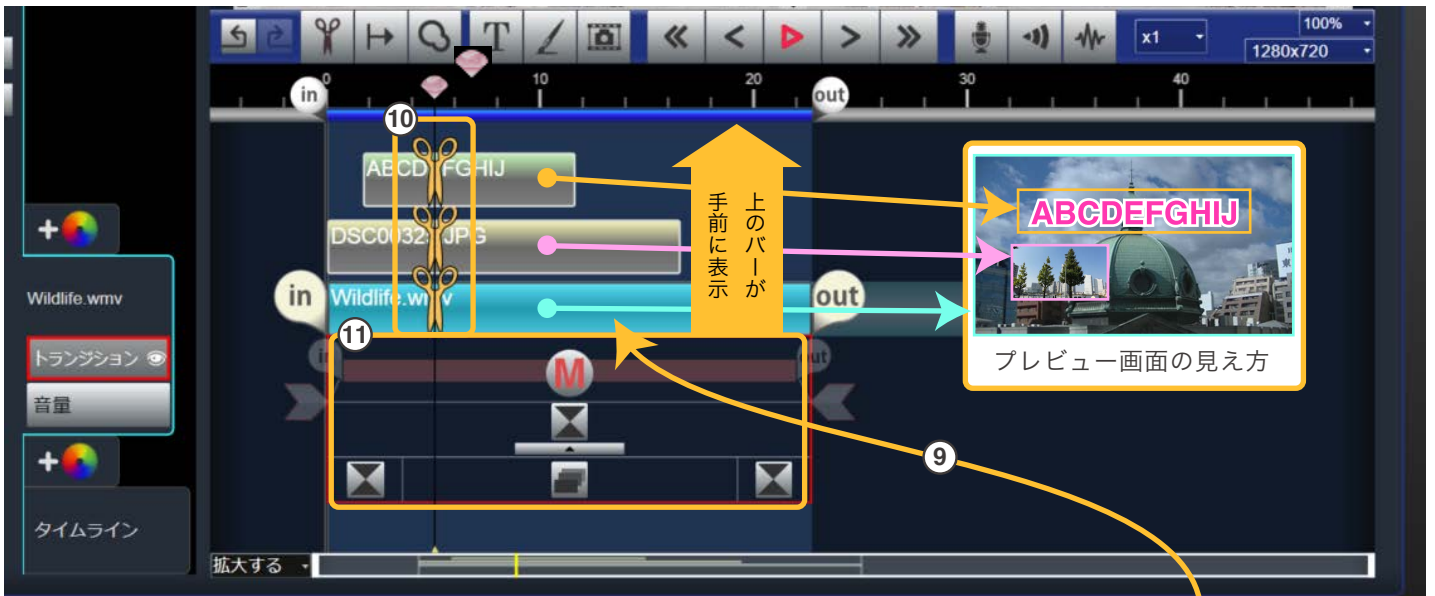 T
x1
100%
1280x720
in
0
10
20
out
30
40
⑩
ABCD FGHIJ
上のバーが
手前に表示
ABCDEFGHIJ
DSC0032 .JPG
Wildlife.wmv
in
Wildlife.wmv
out
⑪
プレビュー画面の見え方
トランジション
in
M
out
音量
⑨
タイムライン
拡大する